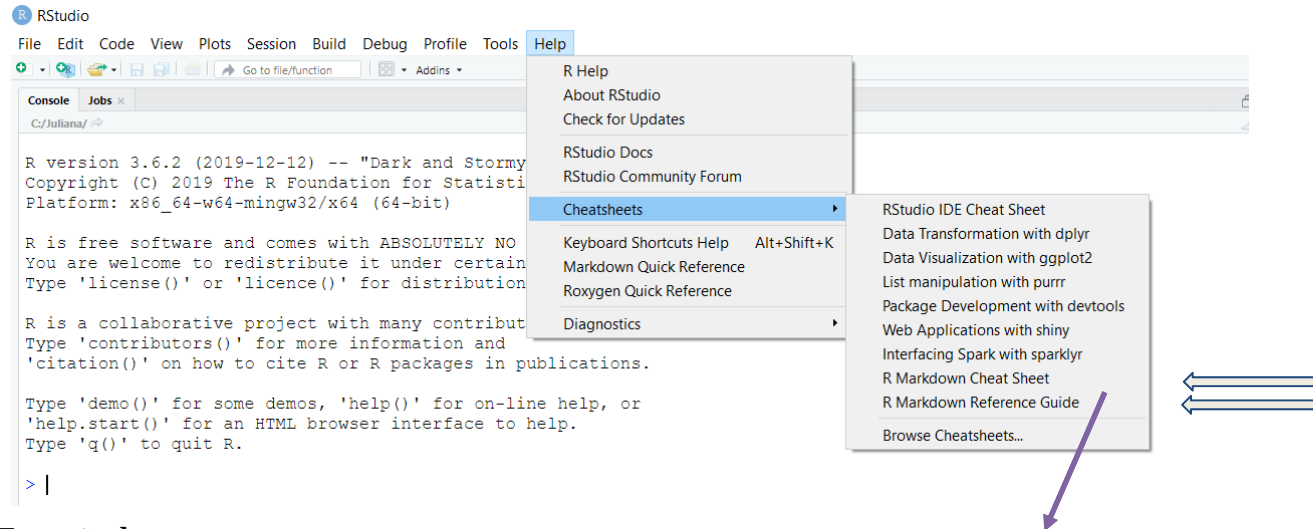 RStudio
File Edit Code View Plots Session Build Debug Profile Tools Help
Go to file/function Addins
Console Jobs
C:/Juliana/
R version 3.6.2 (2019-12-12) -- "Dark and Stormy
Copyright (C) 2019 The R Foundation for Statisti
Platform: x86_64-w64-mingw32/x64 (64-bit)
R is free software and comes with ABSOLUTELY NO
You are welcome to redistribute it under certain
Type 'license()' or 'licence()' for distribution
R is a collaborative project with many contribut
Type 'contributors()' for more information and
'citation()' on how to cite R or R packages in publications.
Type 'demo()' for some demos, 'help()' for on-line help, or
'help.start()' for an HTML browser interface to help.
Type 'q()' to quit R.
>
R Help
About RStudio
Check for Updates
RStudio Docs
RStudio Community Forum
Cheatsheets
Keyboard Shortcuts Help Alt+Shift+K
Markdown Quick Reference
Roxygen Quick Reference
Diagnostics
RStudio IDE Cheat Sheet
Data Transformation with dplyr
Data Visualization with ggplot2
List manipulation with purrr
Package Development with devtools
Web Applications with shiny
Interfacing Spark with sparklyr
R Markdown Cheat Sheet
R Markdown Reference Guide
Browse Cheatsheets...